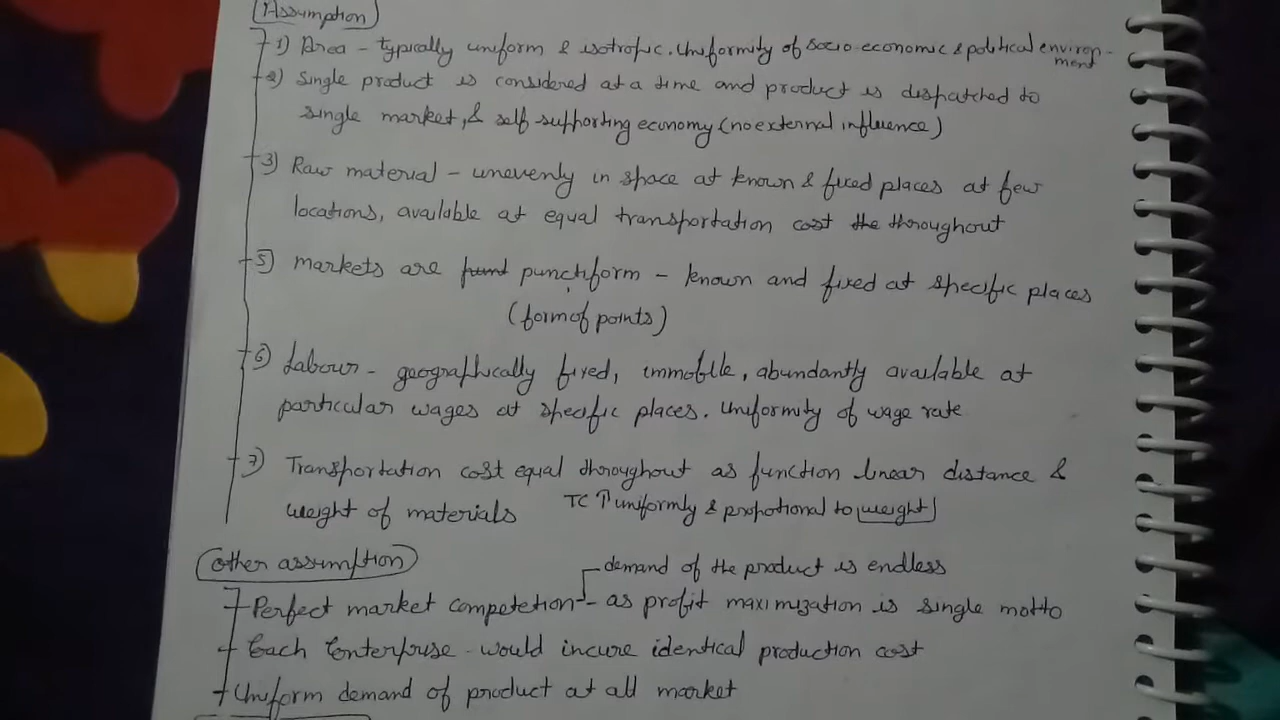 Assumption
1) Area - typically uniform & isotropic. Uniformity of socio economic & political environ-
ment
2) Single product is considered at a time and product is dispatched to
single market, & self supporting economy (no external influence)
3) Raw material - unevenly in space at known & fixed places at few
locations, available at equal transportation cost the throughout
5) Markets are punctiform - known and fixed at specific places
(form of points)
6) Labour - geographically fixed, immobile, abundantly available at
particular wages at specific places. Uniformity of wage rate
7) Transportation cost equal throughout as function linear distance &
weight of materials TC ↑ uniformly & propotional to weight
Other assumption
demand of the product is endless
Perfect market competetion - as profit maximization is single motto
Each Enterprise - would incure identical production cost
Uniform demand of product at all market